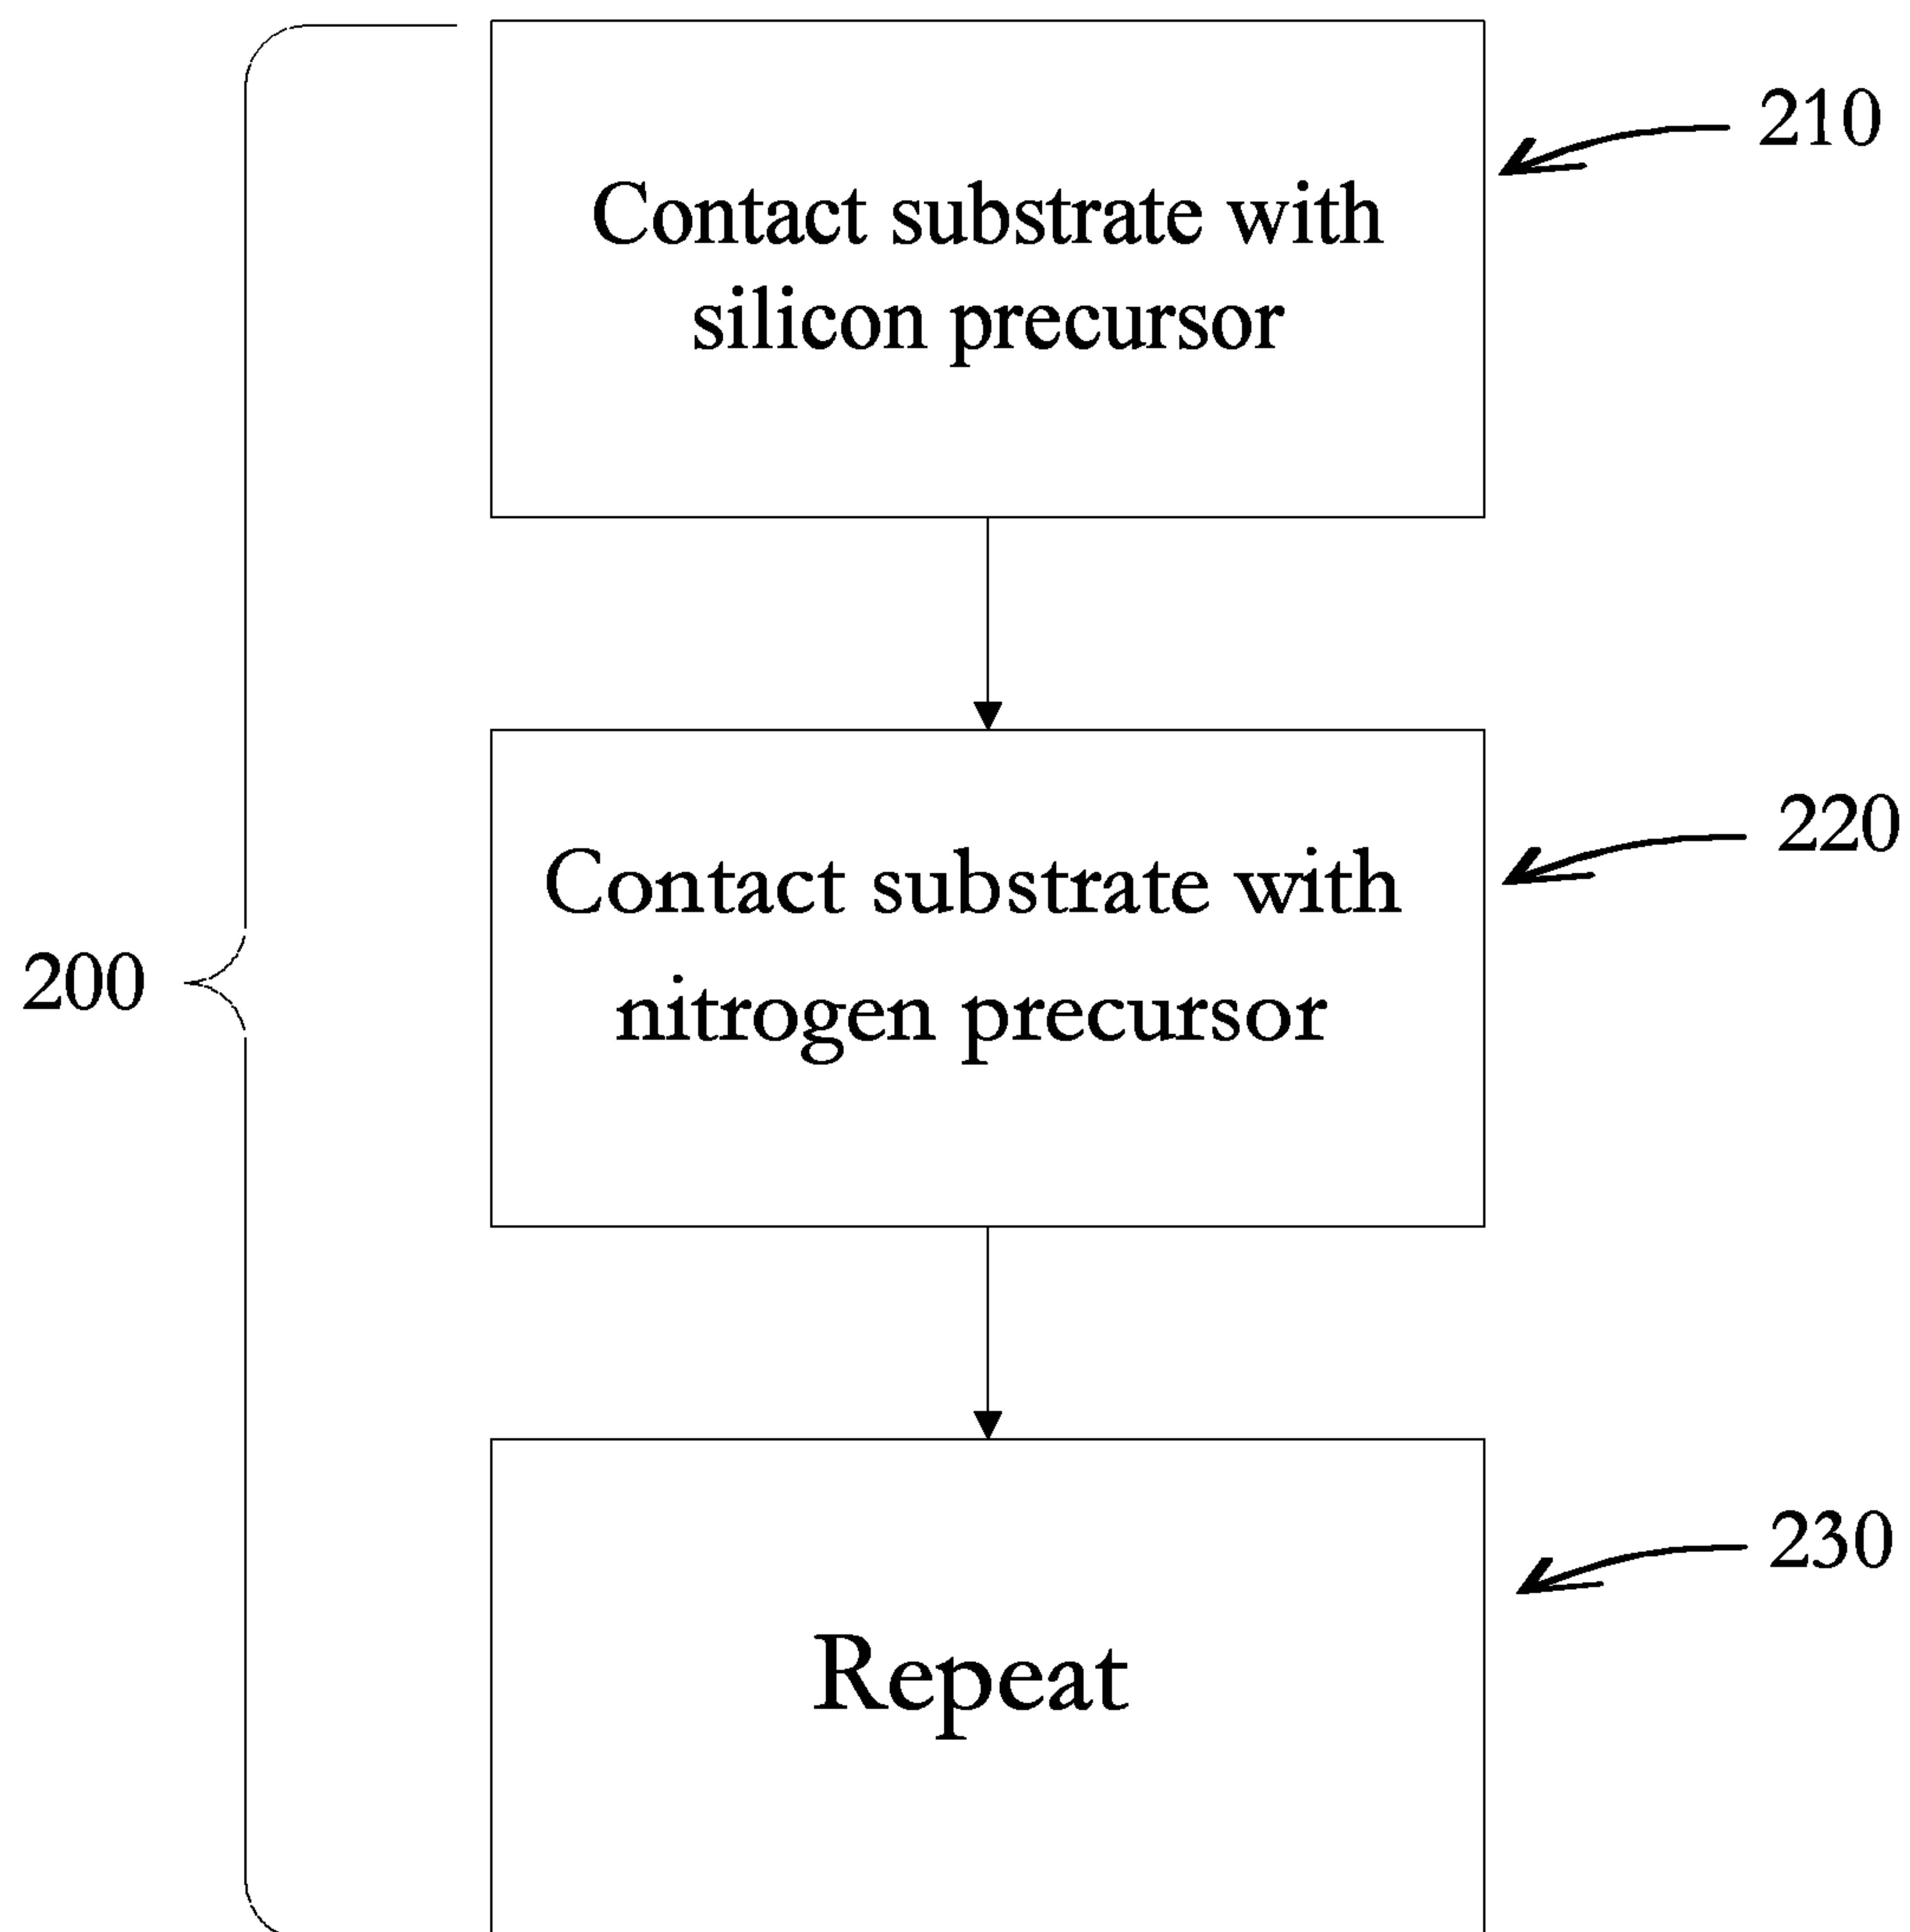 210
Contact substrate with
silicon precursor
220
Contact substrate with
nitrogen precursor
200
230
Repeat